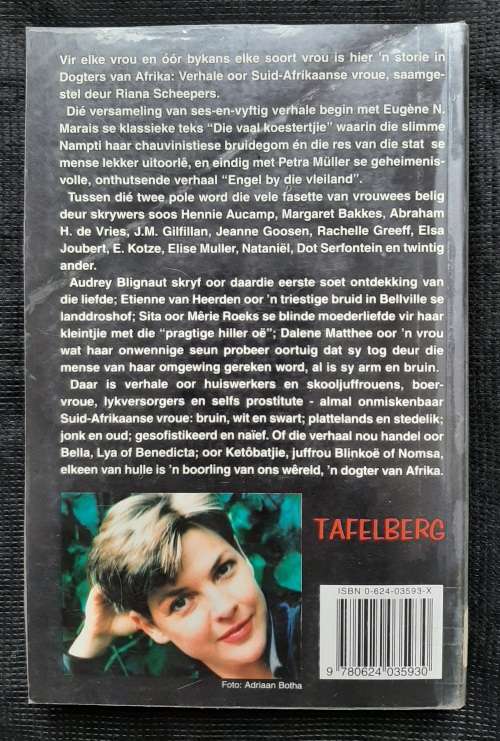 Vir elke vrou en óór bykans elke soort vrou is hier 'n storie in
Dogters van Afrika: Verhale oor Suid-Afrikaanse vroue, saamge-
stel deur Riana Scheepers.
Dié versameling van ses-en-vyftig verhale begin met Eugène N.
Marais se klassieke teks "Die vaal koestertjie" waarin die slimme
Nampti haar chauvinistiese bruidegom én die res van die stat se
mense lekker uitoorlê, en eindig met Petra Müller se geheimenis-
volle, onthutsende verhaal "Engel by die vleiland".
Tussen dié twee pole word die vele fasette van vrouwees belig
deur skrywers soos Hennie Aucamp, Margaret Bakkes, Abraham
H. de Vries, J.M. Gilfillan, Jeanne Goosen, Rachelle Greeff, Elsa
Joubert, E. Kotze, Elise Muller, Nataniël, Dot Serfontein en twintig
ander.
Audrey Blignaut skryf oor daardie eerste soet ontdekking van
die liefde; Etienne van Heerden oor 'n triestige bruid in Bellville se
landdroshof; Sita oor Mêrie Roeks se blinde moederliefde vir haar
kleintjie met die "pragtige hiller oë"; Dalene Matthee oor 'n vrou
wat haar onwennige seun probeer oortuig dat sy tog deur die
mense van haar omgewing gereken word, al is sy arm en bruin.
Daar is verhale oor huiswerkers en skooljuffrouens, boer-
vroue, lykversorgers en selfs prostitute - almal onmiskenbaar
Suid-Afrikaanse vroue: bruin, wit en swart; plattelands en stedelik;
jonk en oud; gesofistikeerd en naïef. Of die verhaal nou handel oor
Bella, Lya of Benedicta; oor Ketôbatjie, juffrou Blinkoë of Nomsa,
elkeen van hulle is 'n boorling van ons wêreld, 'n dogter van Afrika.
TAFELBERG
ISBN 0-624-03593-X
9 780624 035930
Foto: Adriaan Botha